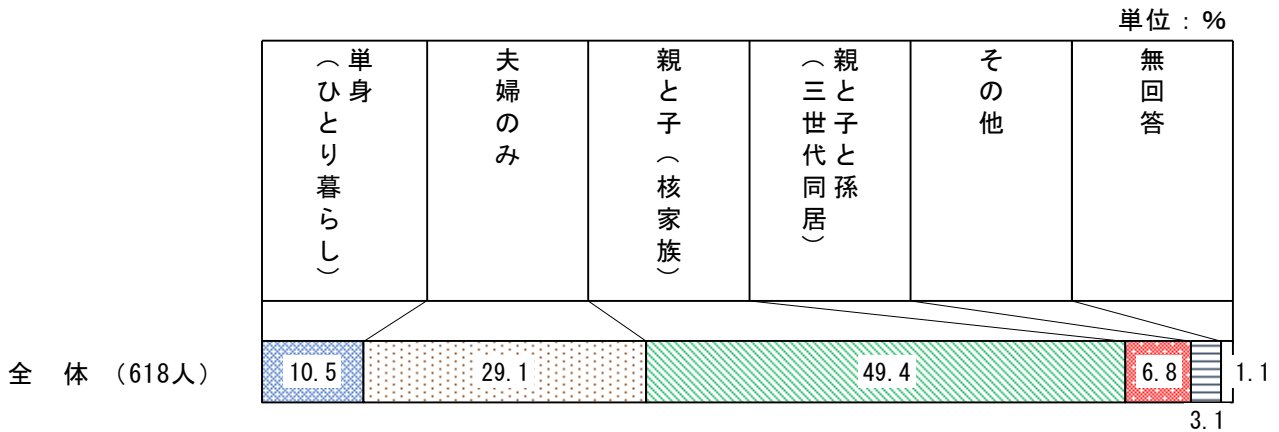 単位：％
単身
（ひとり暮らし）
夫婦のみ
親と子（核家族）
親と子と孫
（三世代同居）
その他
無回答
全　体　（618人）
10.5
29.1
49.4
6.8
3.1
1.1